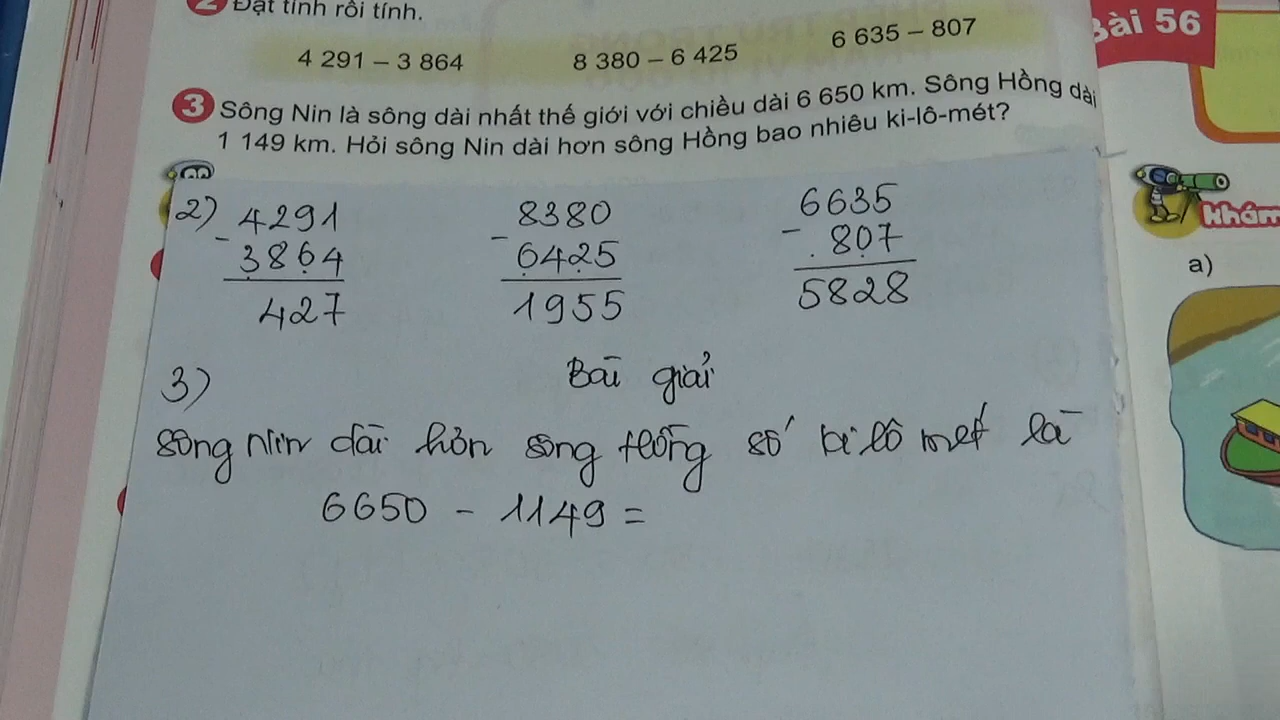 2 Đặt tính rồi tính.
4 291 – 3 864 8 380 – 6 425 6 635 – 807
3 Sông Nin là sông dài nhất thế giới với chiều dài 6 650 km. Sông Hồng dài
1 149 km. Hỏi sông Nin dài hơn sông Hồng bao nhiêu ki-lô-mét?
Bài 56
Khám
a)
2) 4291 8380 6635
- 3864 - 6425 - 807
427 1955 5828
3) Bài giải
sông Nin dài hơn sông Hồng số ki lô mét là
6650 - 1149 =